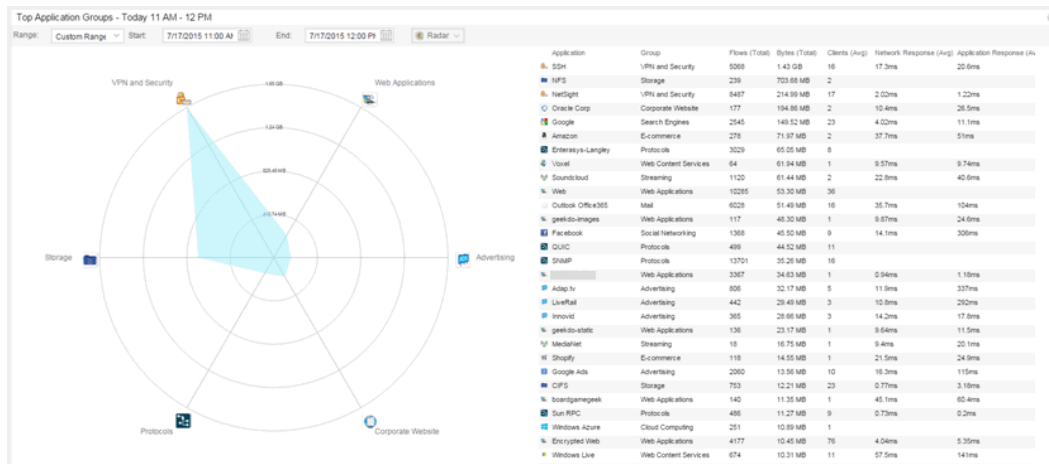 Top Application Groups - Today 11 AM - 12 PM
Range: Custom Range Start: 7/17/2015 11:00 AM End: 7/17/2015 12:00 PM Radar
VPN and Security
Web Applications
Storage
Advertising
Protocols
Corporate Website
1.24 GB
Application Group Flows (Total) Bytes (Total) Clients (Avg) Network Response (Avg) Application Response (Av
SSH VPN and Security 5068 1.43 GB 16 17.3ms 20.6ms
NFS Storage 239 703.68 MB 2
NetSight VPN and Security 8487 214.99 MB 17 2.02ms 1.22ms
Oracle Corp Corporate Website 177 194.86 MB 2 10.4ms 26.5ms
Google Search Engines 2545 149.52 MB 23 4.02ms 11.1ms
Amazon E-commerce 278 71.97 MB 2 37.7ms 51ms
Enterasys-Langley Protocols 3029 65.05 MB 8
Voxel Web Content Services 64 61.94 MB 1 9.57ms 9.74ms
Soundcloud Streaming 1120 61.44 MB 2 22.8ms 40.6ms
Web Web Applications 10285 53.30 MB 36
Outlook Office365 Mail 6028 51.49 MB 16 35.7ms 104ms
geekdo-images Web Applications 117 48.30 MB 1 9.87ms 24.6ms
Facebook Social Networking 1368 45.50 MB 9 14.1ms 306ms
QUIC Protocols 499 44.52 MB 11
SNMP Protocols 13701 35.26 MB 16
Web Applications 3367 34.63 MB 1 0.94ms 1.18ms
Adap.tv Advertising 806 32.17 MB 5 11.9ms 337ms
LiveRail Advertising 442 29.49 MB 3 10.8ms 292ms
Innovid Advertising 365 28.66 MB 3 14.2ms 17.8ms
geekdo-static Web Applications 136 23.17 MB 1 9.64ms 11.5ms
MediaNet Streaming 18 16.75 MB 1 9.4ms 20.1ms
Shopify E-commerce 118 14.55 MB 1 21.5ms 24.9ms
Google Ads Advertising 2060 13.56 MB 10 16.3ms 115ms
CIFS Storage 753 12.21 MB 23 0.77ms 3.18ms
boardgamegeek Web Applications 140 11.35 MB 1 45.1ms 60.4ms
Sun RPC Protocols 486 11.27 MB 9 0.73ms 0.2ms
Windows Azure Cloud Computing 251 10.89 MB 1
Encrypted Web Web Applications 4177 10.45 MB 76 4.04ms 5.35ms
Windows Live Web Content Services 674 10.31 MB 11 57.5ms 141ms